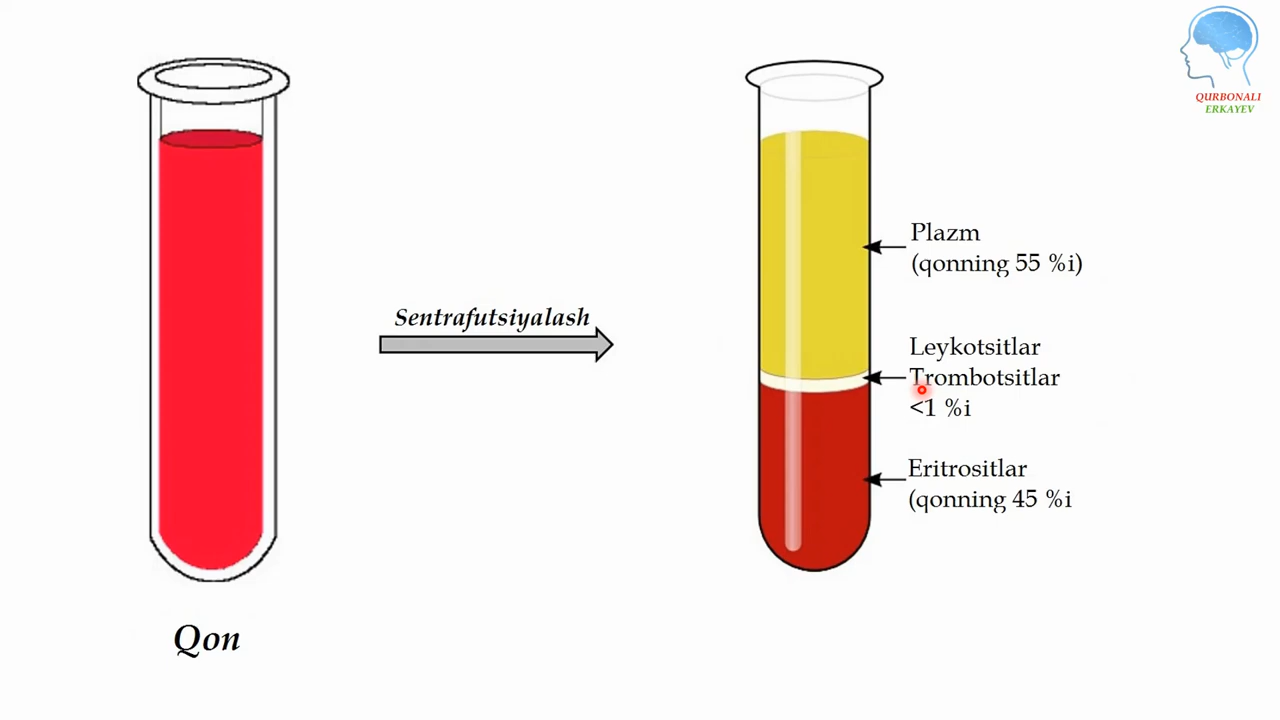 QURBONALI
ERKAYEV
Plazm
(qonning 55 %i)
Sentrafutsiyalash
Leykotsitlar
Trombotsitlar
<1 %i
Eritrositlar
(qonning 45 %i
Qon